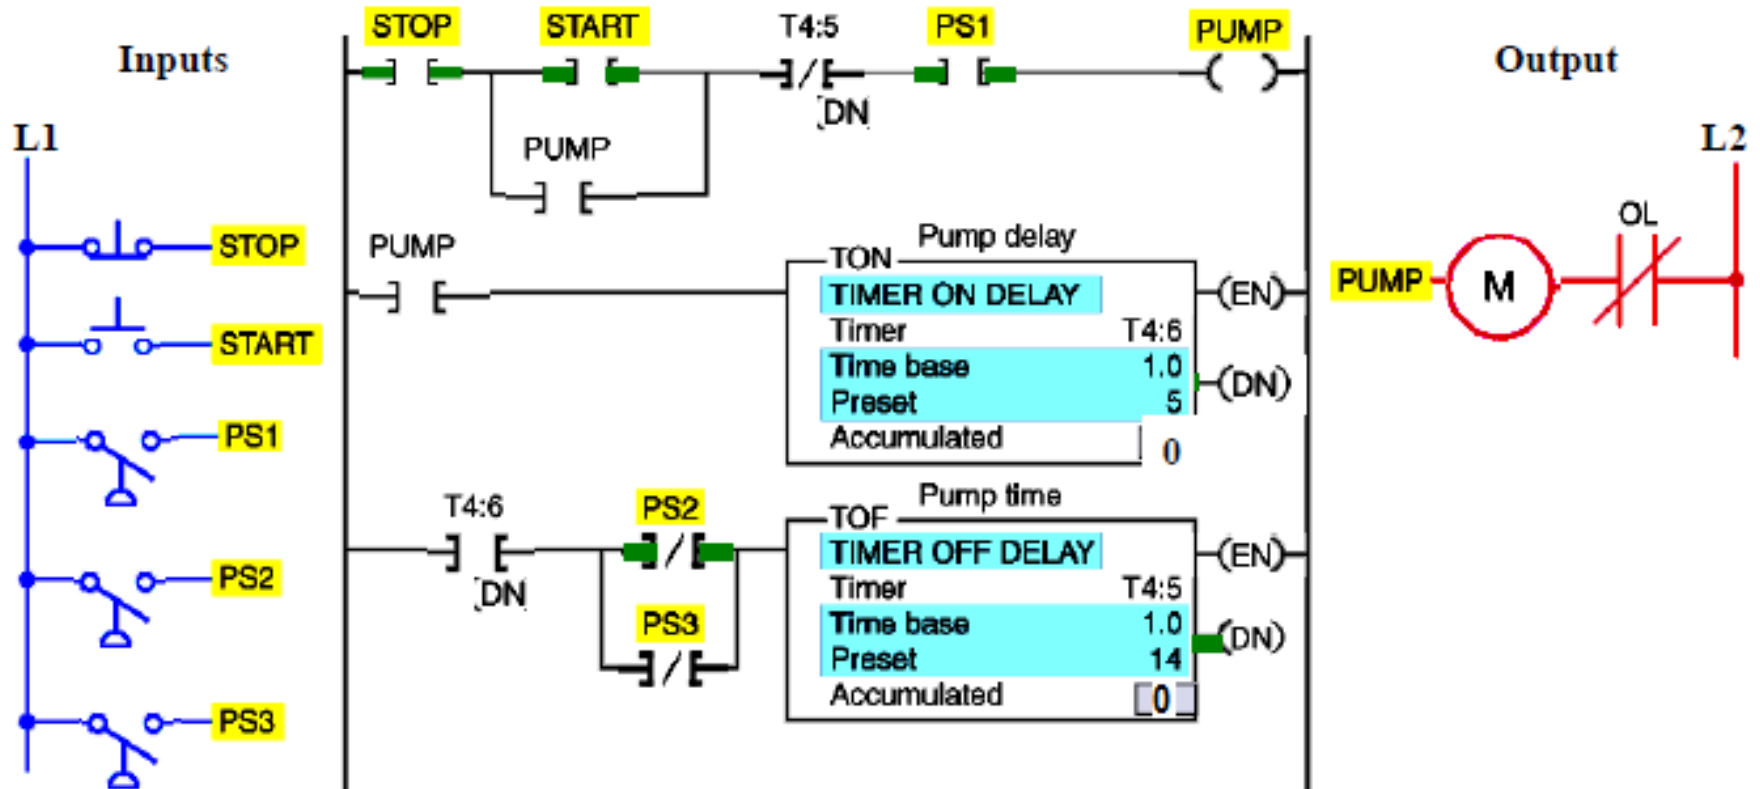 Inputs
L1
STOP
START
PS1
PS2
PS3
STOP
START
T4:5
DN
PS1
PUMP
PUMP
PUMP
Pump delay
TON
TIMER ON DELAY
Timer T4:6
Time base 1.0
Preset 5
Accumulated 0
(EN)
(DN)
T4:6
DN
PS2
PS3
Pump time
TOF
TIMER OFF DELAY
Timer T4:5
Time base 1.0
Preset 14
Accumulated 0
(EN)
(DN)
Output
L2
OL
PUMP
M